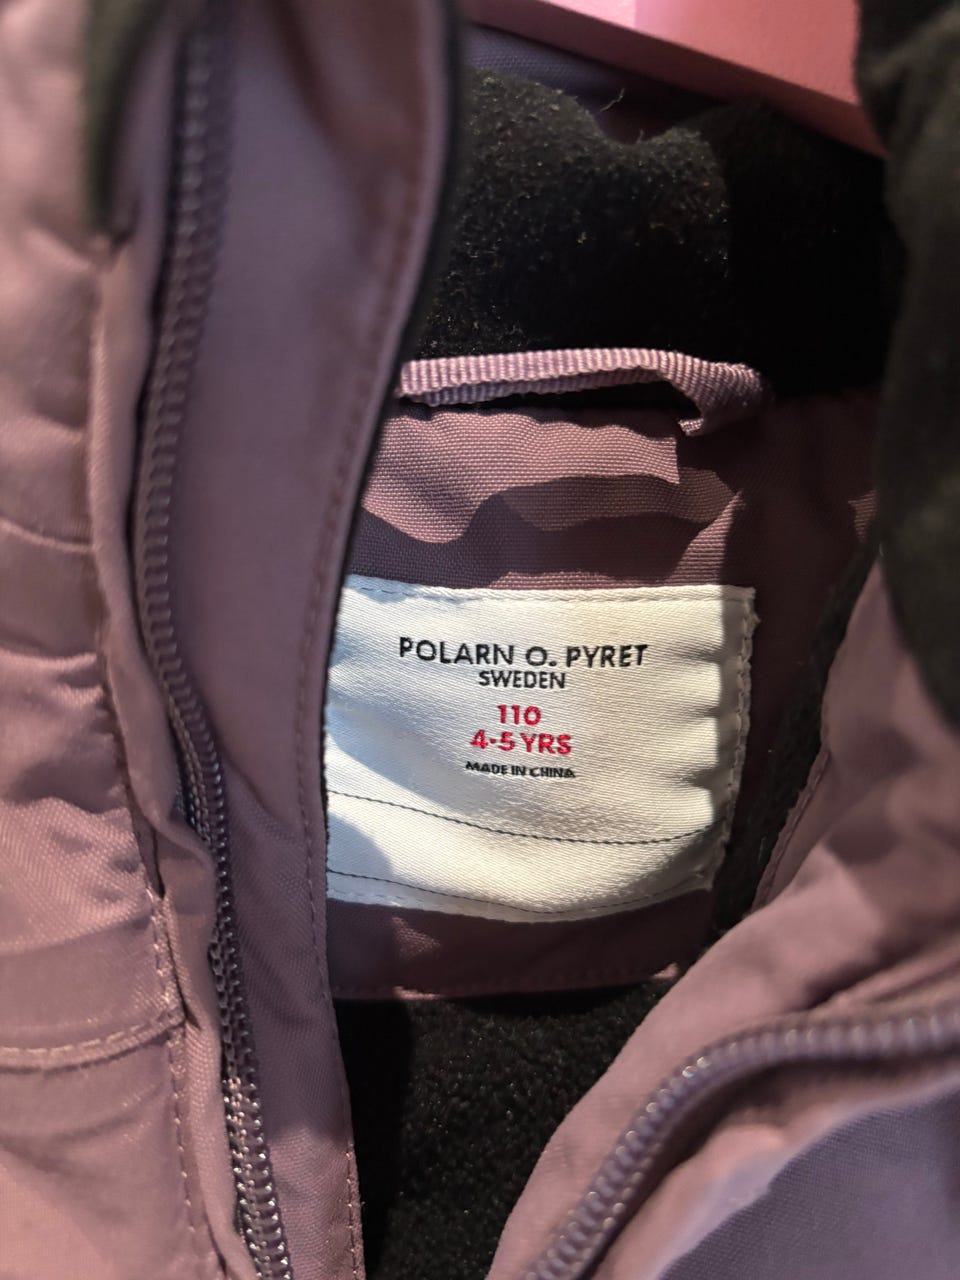 POLARN O. PYRET
SWEDEN
110
4-5 YRS
MADE IN CHINA